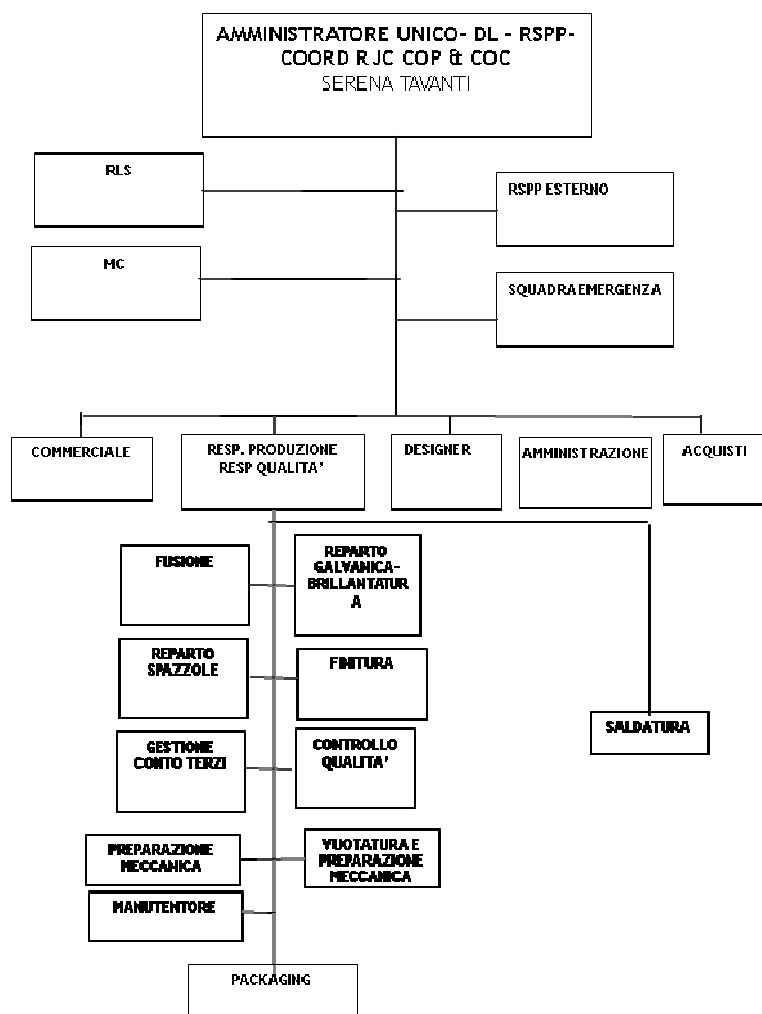 AMMINISTRATORE UNICO- DL - RSPP-
COORD RJC COP & COC
SERENA TAVANTI
RLS
RSPP ESTERNO
MC
SQUADRA EMERGENZA
COMMERCIALE
RESP. PRODUZIONE
RESP QUALITA'
DESIGNER
AMMINISTRAZIONE
ACQUISTI
FUSIONE
REPARTO
GALVANICA-
BRILLANTATUR
A
REPARTO
SPAZZOLE
FINITURA
SALDATURA
GESTIONE
CONTO TERZI
CONTROLLO
QUALITA'
PREPARAZIONE
MECCANICA
VUOTATURA E
PREPARAZIONE
MECCANICA
MANUTENTORE
PACKAGING